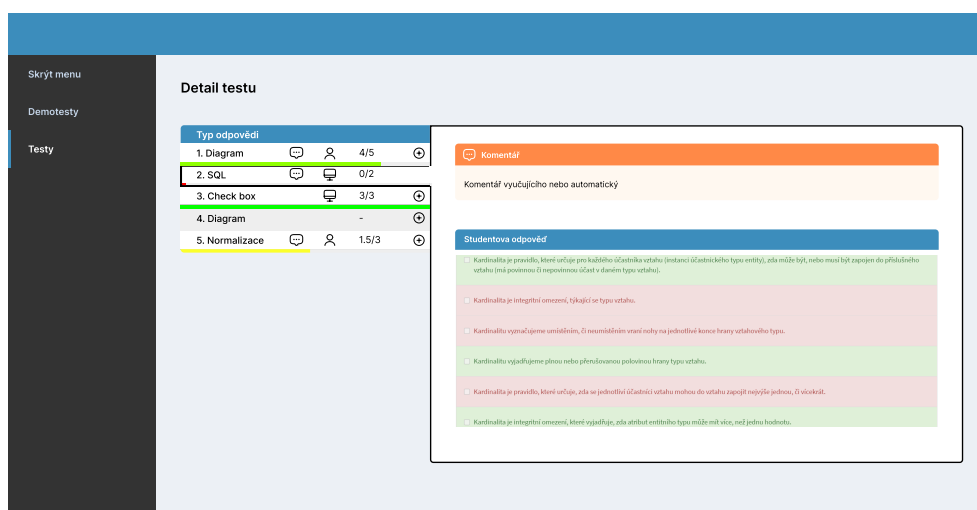 Skrýt menu
Demotesty
Testy
Detail testu
Typ odpovědi
1. Diagram 4/5
2. SQL 0/2
3. Check box 3/3
4. Diagram -
5. Normalizace 1.5/3
Komentář
Komentář vyučujícího nebo automatický
Studentova odpověď
Kardinalita je pravidlo, které určuje pro každého účastníka vztahu (instanci účastnického typu entity), zda může být, nebo musí být zapojen do příslušného
vztahu (má povinnou či nepovinnou účast v daném typu vztahu).
Kardinalita je integritní omezení, týkající se typu vztahu.
Kardinalitu vyznačujeme umístěním, či neumístěním vraní nohy na jednotlivé konce hrany vztahového typu.
Kardinalitu vyjadřujeme plnou nebo přerušovanou polovinou hrany typu vztahu.
Kardinalita je pravidlo, které určuje, zda se jednotliví účastníci vztahu mohou do vztahu zapojit nejvýše jednou, či vícekrát.
Kardinalita je integritní omezení, které vyjadřuje, zda atribut entitního typu může mít více, než jednu hodnotu.